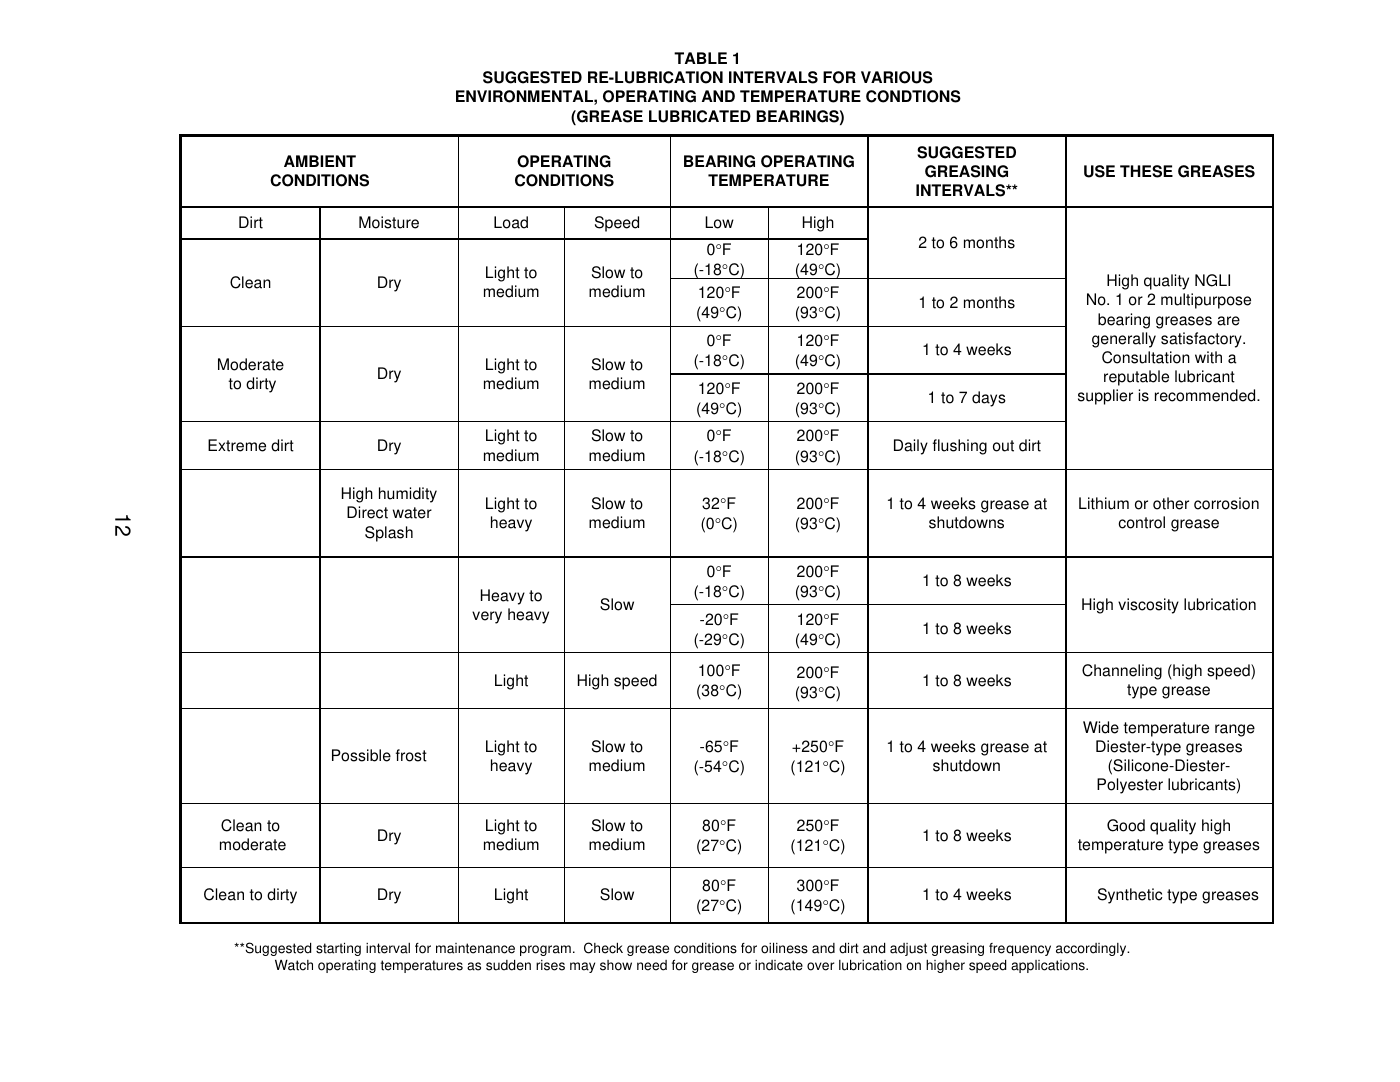 TABLE 1
SUGGESTED RE-LUBRICATION INTERVALS FOR VARIOUS
ENVIRONMENTAL, OPERATING AND TEMPERATURE CONDTIONS
(GREASE LUBRICATED BEARINGS)
AMBIENT
CONDITIONS
OPERATING
CONDITIONS
BEARING OPERATING
TEMPERATURE
SUGGESTED
GREASING
INTERVALS**
USE THESE GREASES
Dirt
Moisture
Load
Speed
Low
High
Clean
Dry
Light to
medium
Slow to
medium
0°F
(-18°C)
120°F
(49°C)
2 to 6 months
High quality NGLI
No. 1 or 2 multipurpose
bearing greases are
generally satisfactory.
Consultation with a
reputable lubricant
supplier is recommended.
120°F
(49°C)
200°F
(93°C)
1 to 2 months
Moderate
to dirty
Dry
Light to
medium
Slow to
medium
0°F
(-18°C)
120°F
(49°C)
1 to 4 weeks
120°F
(49°C)
200°F
(93°C)
1 to 7 days
Extreme dirt
Dry
Light to
medium
Slow to
medium
0°F
(-18°C)
200°F
(93°C)
Daily flushing out dirt
High humidity
Direct water
Splash
Light to
heavy
Slow to
medium
32°F
(0°C)
200°F
(93°C)
1 to 4 weeks grease at
shutdowns
Lithium or other corrosion
control grease
Heavy to
very heavy
Slow
0°F
(-18°C)
200°F
(93°C)
1 to 8 weeks
High viscosity lubrication
-20°F
(-29°C)
120°F
(49°C)
1 to 8 weeks
Light
High speed
100°F
(38°C)
200°F
(93°C)
1 to 8 weeks
Channeling (high speed)
type grease
Possible frost
Light to
heavy
Slow to
medium
-65°F
(-54°C)
+250°F
(121°C)
1 to 4 weeks grease at
shutdown
Wide temperature range
Diester-type greases
(Silicone-Diester-
Polyester lubricants)
Clean to
moderate
Dry
Light to
medium
Slow to
medium
80°F
(27°C)
250°F
(121°C)
1 to 8 weeks
Good quality high
temperature type greases
Clean to dirty
Dry
Light
Slow
80°F
(27°C)
300°F
(149°C)
1 to 4 weeks
Synthetic type greases
**Suggested starting interval for maintenance program. Check grease conditions for oiliness and dirt and adjust greasing frequency accordingly.
Watch operating temperatures as sudden rises may show need for grease or indicate over lubrication on higher speed applications.
12